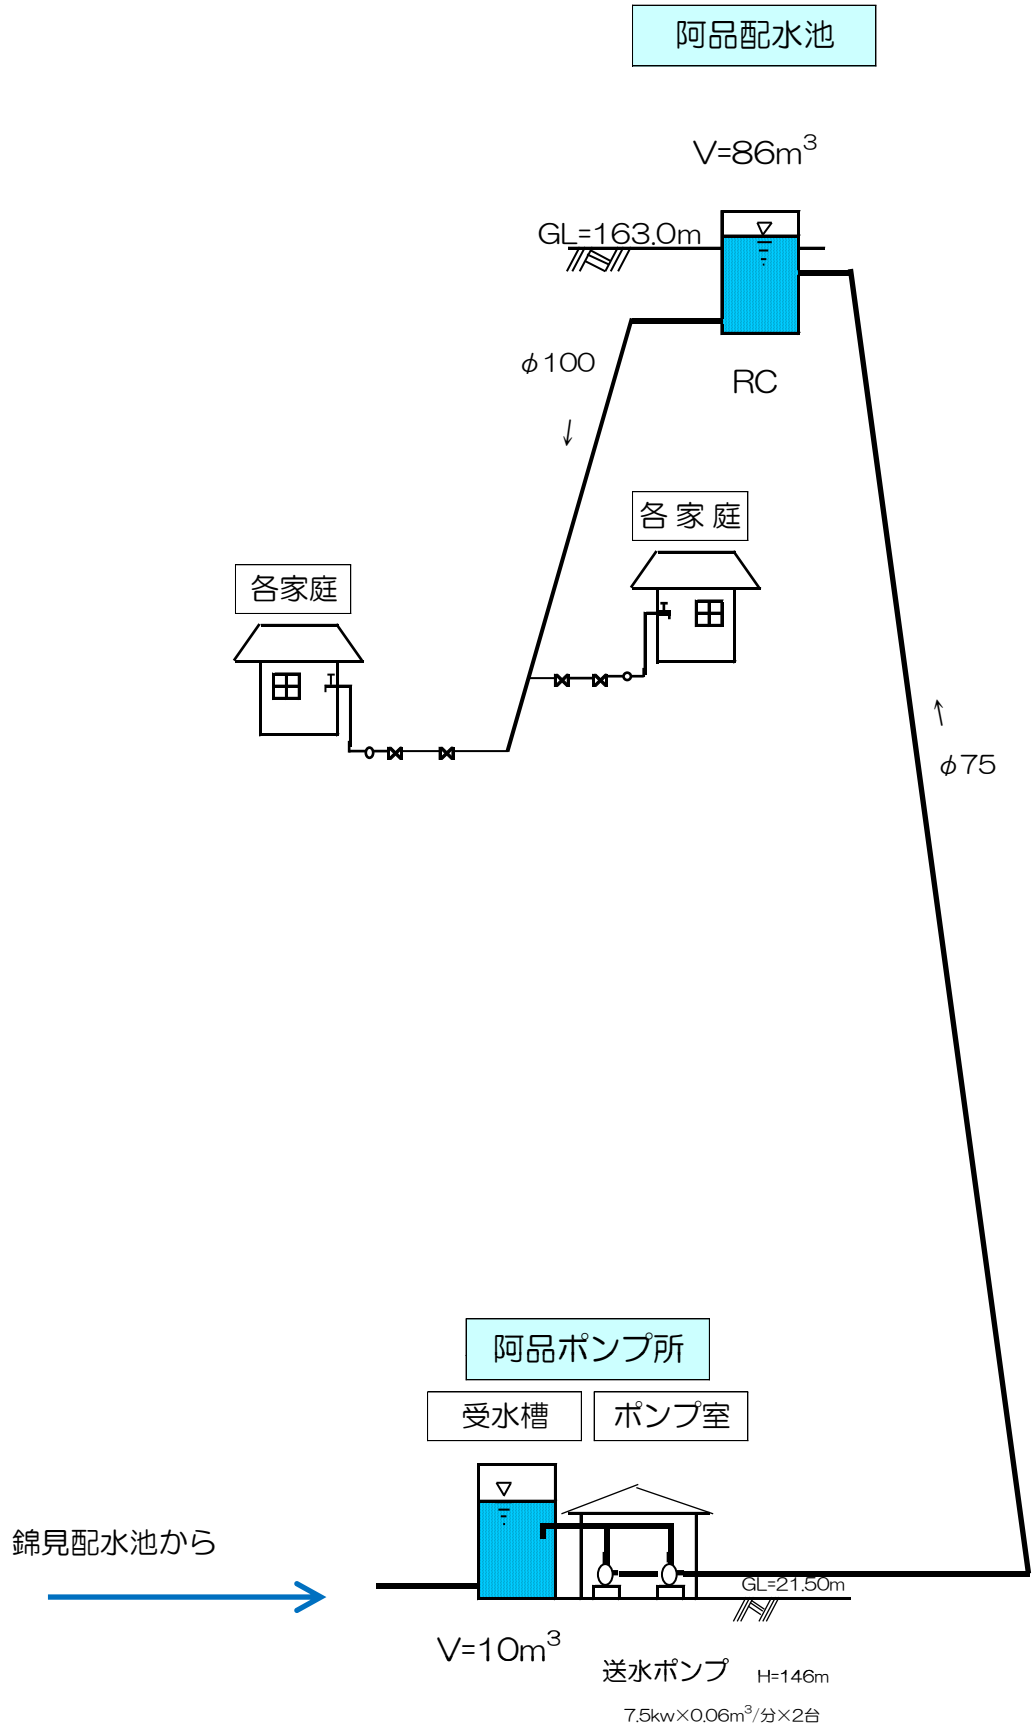 阿品配水池
V=86m³
GL=163.0m
φ100
RC
↓
各家庭
各家庭
↑
φ75
阿品ポンプ所
受水槽
ポンプ室
錦見配水池から
GL=21.50m
V=10m³
送水ポンプ H=146m
7.5kw×0.06m³/分×2台